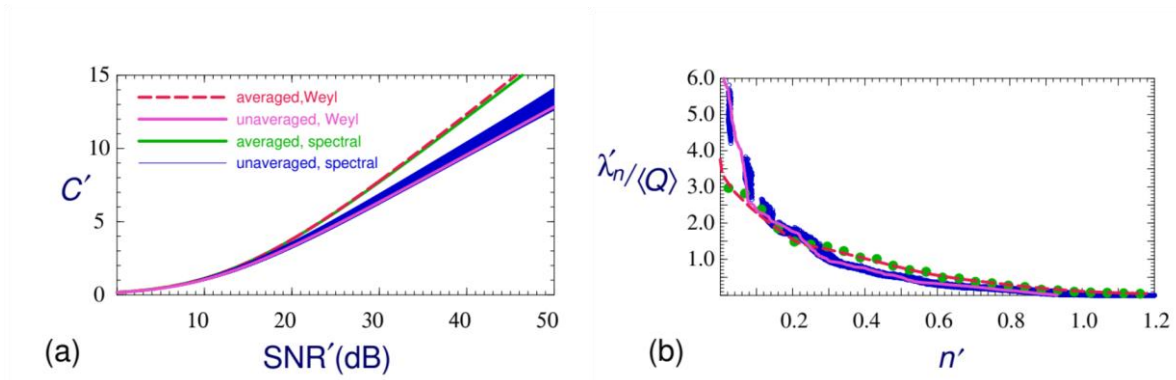 15
10
5
0
C′
averaged,Weyl
unaveraged, Weyl
averaged, spectral
unaveraged, spectral
10 20 30 40 50
(a) SNR′(dB)
6.0
5.0
4.0
3.0
2.0
1.0
λ′n/⟨Q⟩
0.2 0.4 0.6 0.8 1.0 1.2
(b) n′